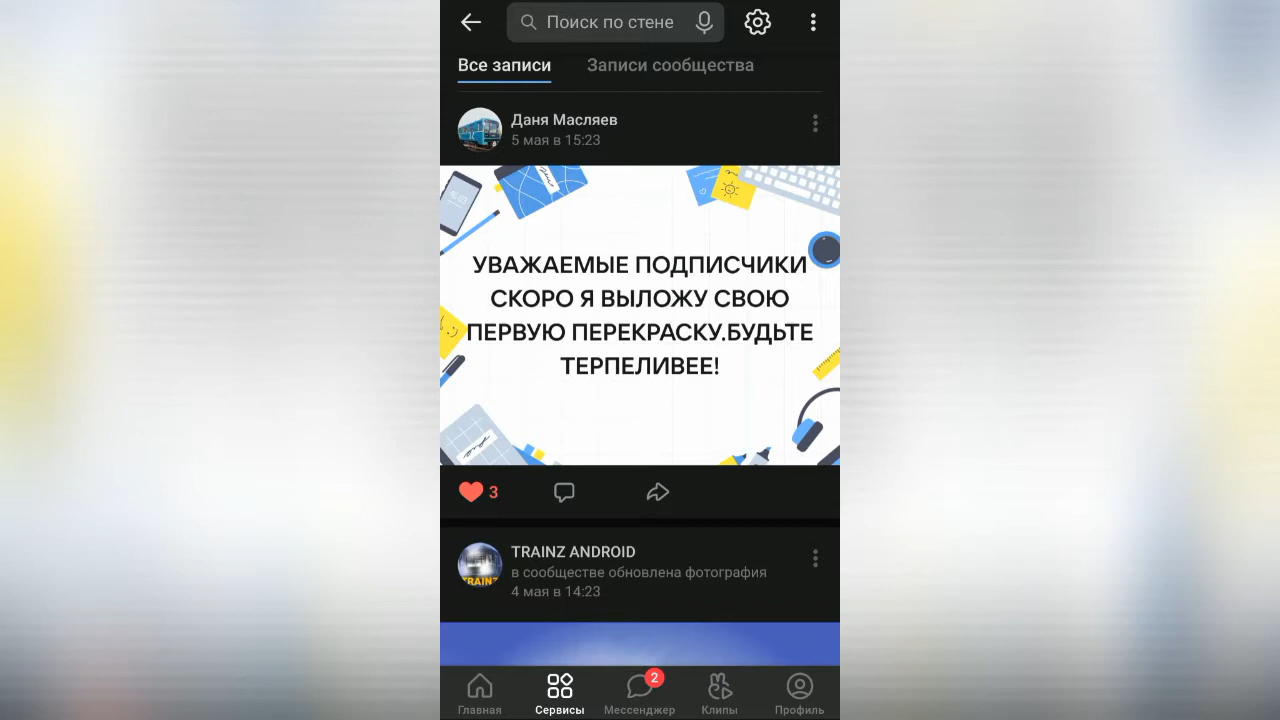 Поиск по стене
Все записи
Записи сообщества
Даня Масляев
5 мая в 15:23
УВАЖАЕМЫЕ ПОДПИСЧИКИ
СКОРО Я ВЫЛОЖУ СВОЮ
ПЕРВУЮ ПЕРЕКРАСКУ.БУДЬТЕ
ТЕРПЕЛИВЕЕ!
3
TRAINZ ANDROID
в сообществе обновлена фотография
4 мая в 14:23
TRAINZ
2
Главная
Сервисы
Мессенджер
Клипы
Профиль